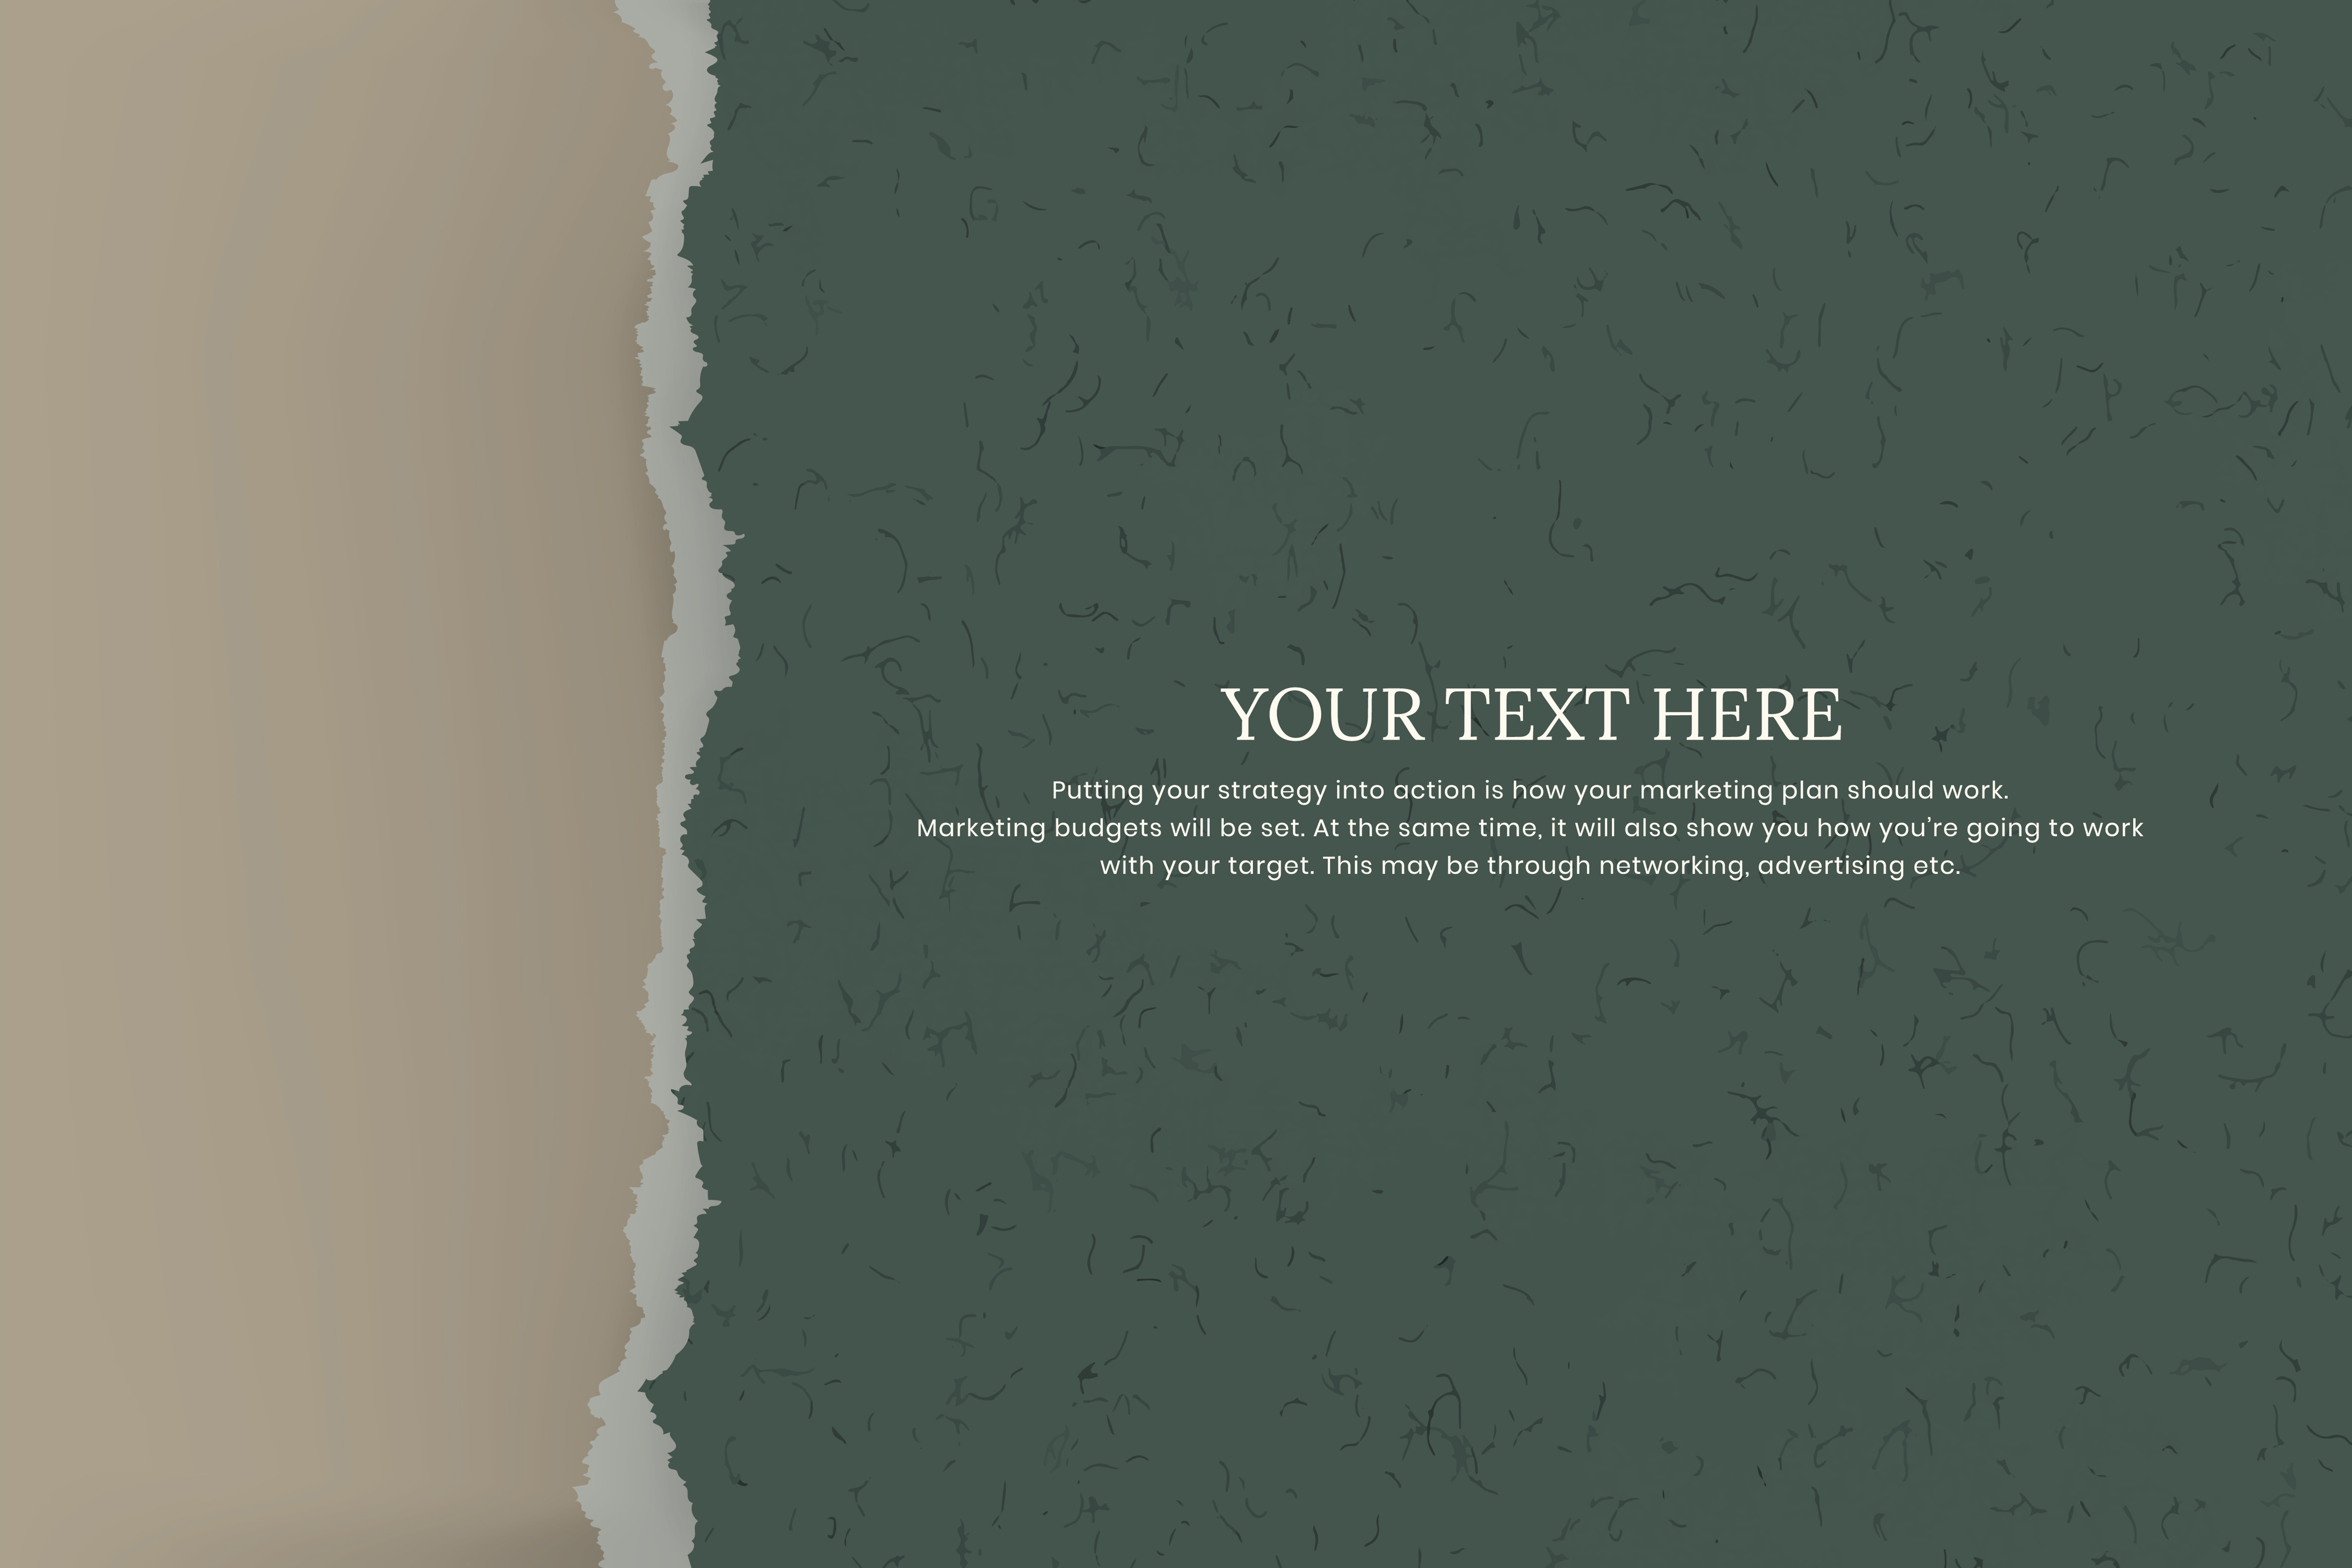 YOUR TEXT HERE
Putting your strategy into action is how your marketing plan should work.
Marketing budgets will be set. At the same time, it will also show you how you’re going to work
with your target. This may be through networking, advertising etc.